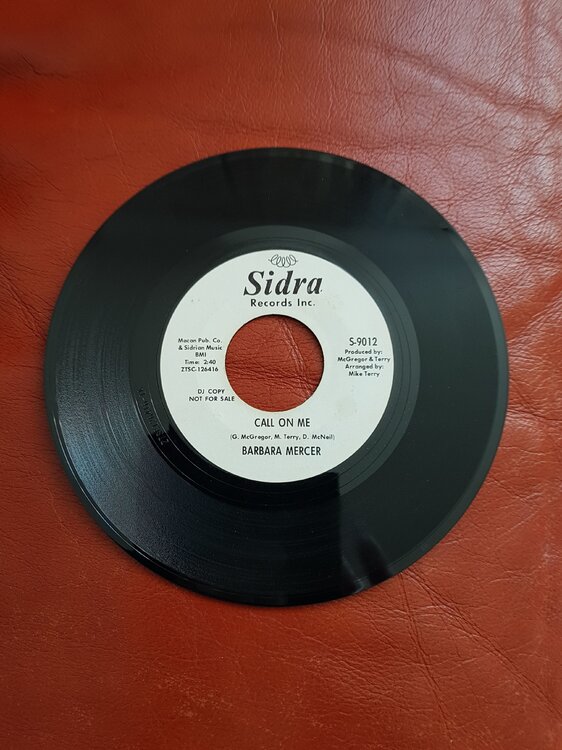 Sidra
Records Inc.
Macon Pub. Co.
& Sidrian Music
BMI
Time: 2:40
ZTSC-126416
DJ COPY
NOT FOR SALE
S-9012
Produced by:
McGregor & Terry
Arranged by:
Mike Terry
CALL ON ME
(G. McGregor, M. Terry, D. McNeil)
BARBARA MERCER